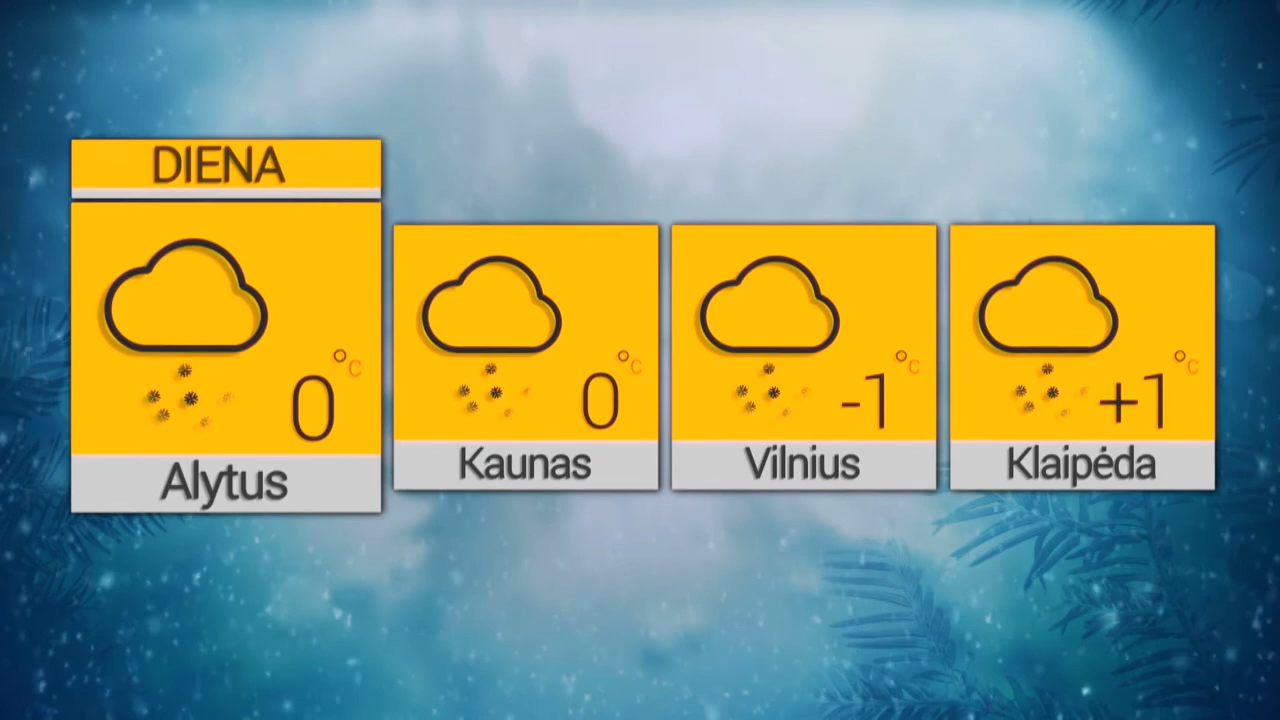 DIENA
0 °C
Alytus
0 °C
Kaunas
-1 °C
Vilnius
+1 °C
Klaipėda